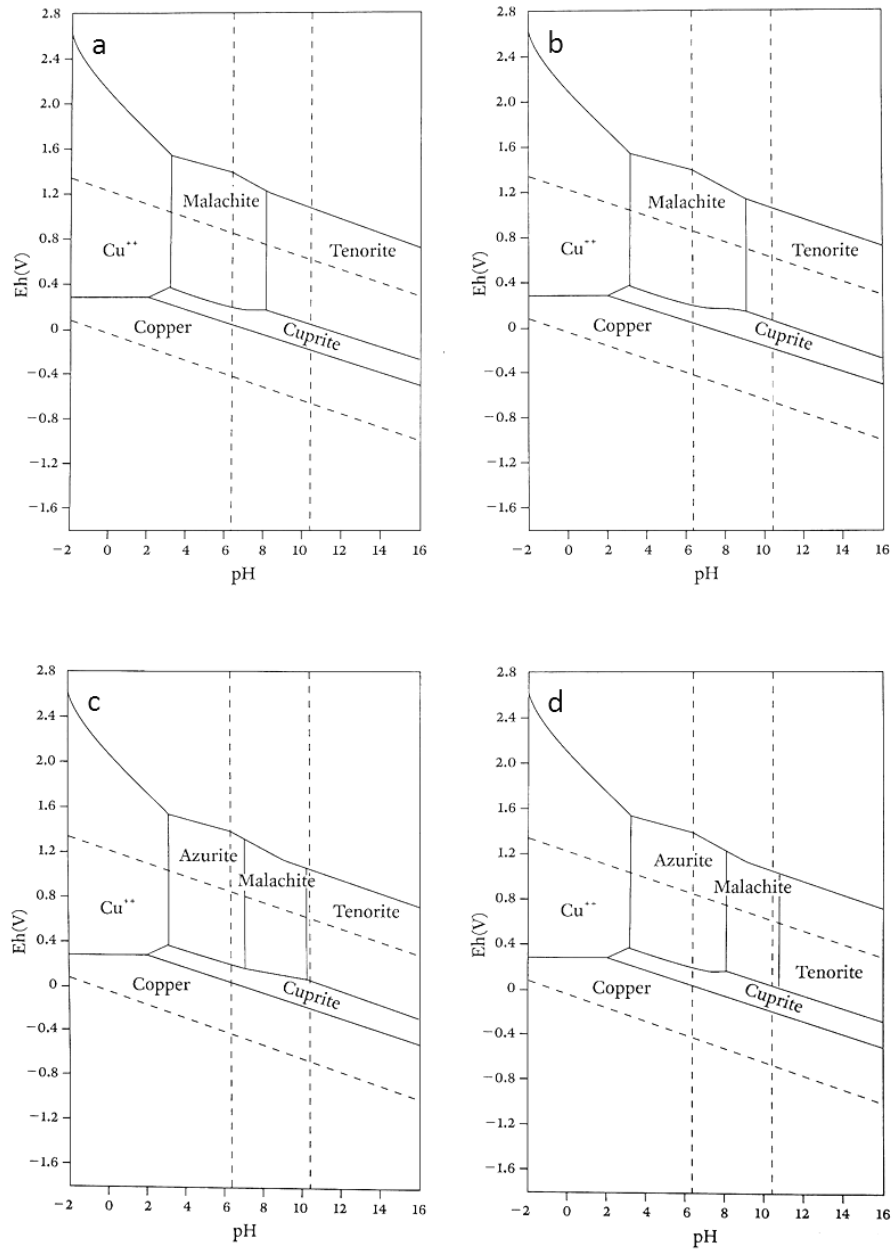 a
2.8
2.4
2.0
1.6
1.2
0.8
0.4
0
−0.4
−0.8
−1.2
−1.6
Eh(V)
Malachite
Cu⁺⁺
Tenorite
Copper
Cuprite
−2 0 2 4 6 8 10 12 14 16
pH
b
2.8
2.4
2.0
1.6
1.2
0.8
0.4
0
−0.4
−0.8
−1.2
−1.6
Eh(V)
Malachite
Cu⁺⁺
Tenorite
Copper
Cuprite
−2 0 2 4 6 8 10 12 14 16
pH
c
2.8
2.4
2.0
1.6
1.2
0.8
0.4
0
−0.4
−0.8
−1.2
−1.6
Eh(V)
Azurite
Malachite
Cu⁺⁺
Tenorite
Copper
Cuprite
−2 0 2 4 6 8 10 12 14 16
pH
d
2.8
2.4
2.0
1.6
1.2
0.8
0.4
0
−0.4
−0.8
−1.2
−1.6
Eh(V)
Azurite
Malachite
Cu⁺⁺
Tenorite
Copper
Cuprite
−2 0 2 4 6 8 10 12 14 16
pH